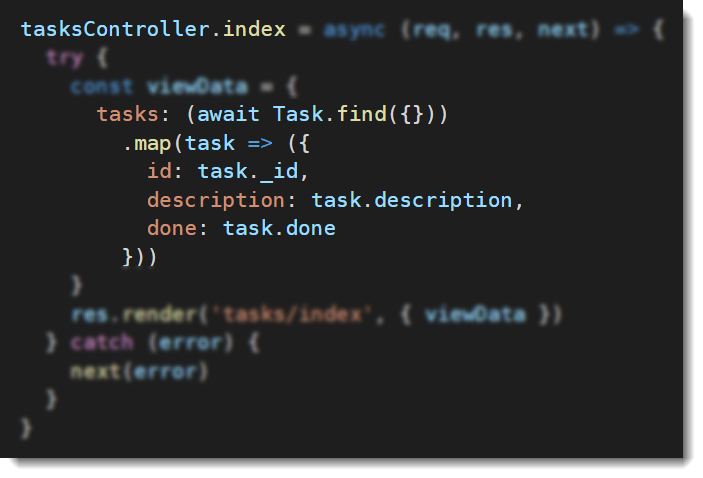 tasksController.index = async (req, res, next) => {
try {
const viewData = {
tasks: (await Task.find({}))
.map(task => ({
id: task._id,
description: task.description,
done: task.done
}))
}
res.render('tasks/index', { viewData })
} catch (error) {
next(error)
}
}